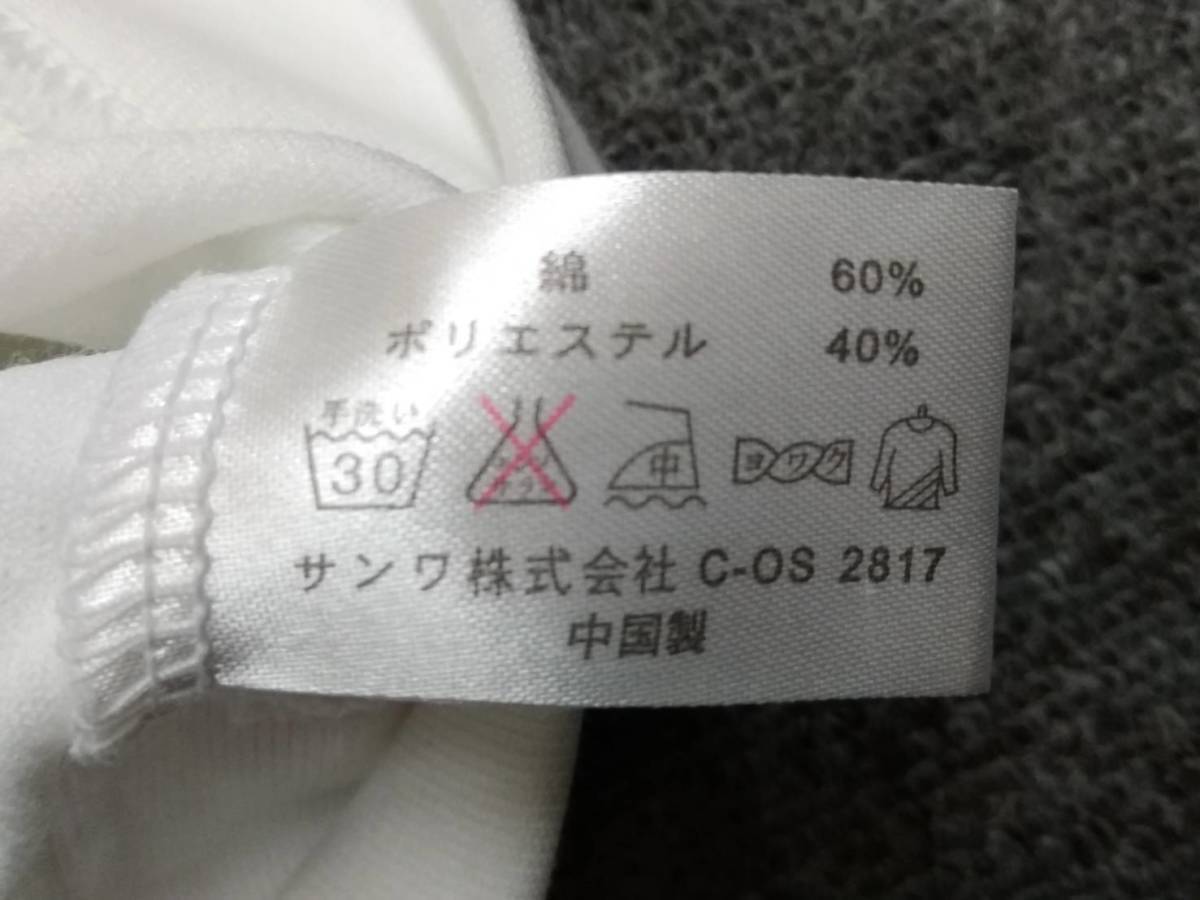 綿 60%
ポリエステル 40%
手洗い
30 中 ヨワク
サンワ株式会社 C-OS 2817
中国製